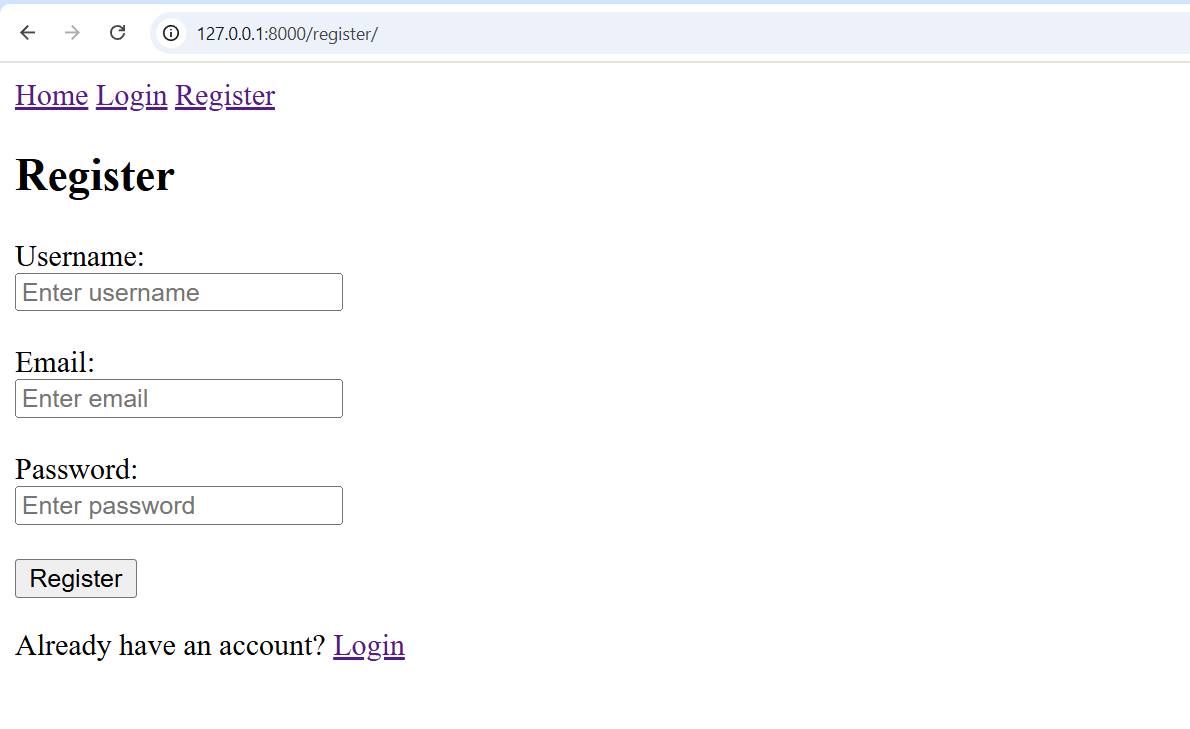 127.0.0.1:8000/register/
Home Login Register
Register
Username:
Enter username
Email:
Enter email
Password:
Enter password
Register
Already have an account? Login